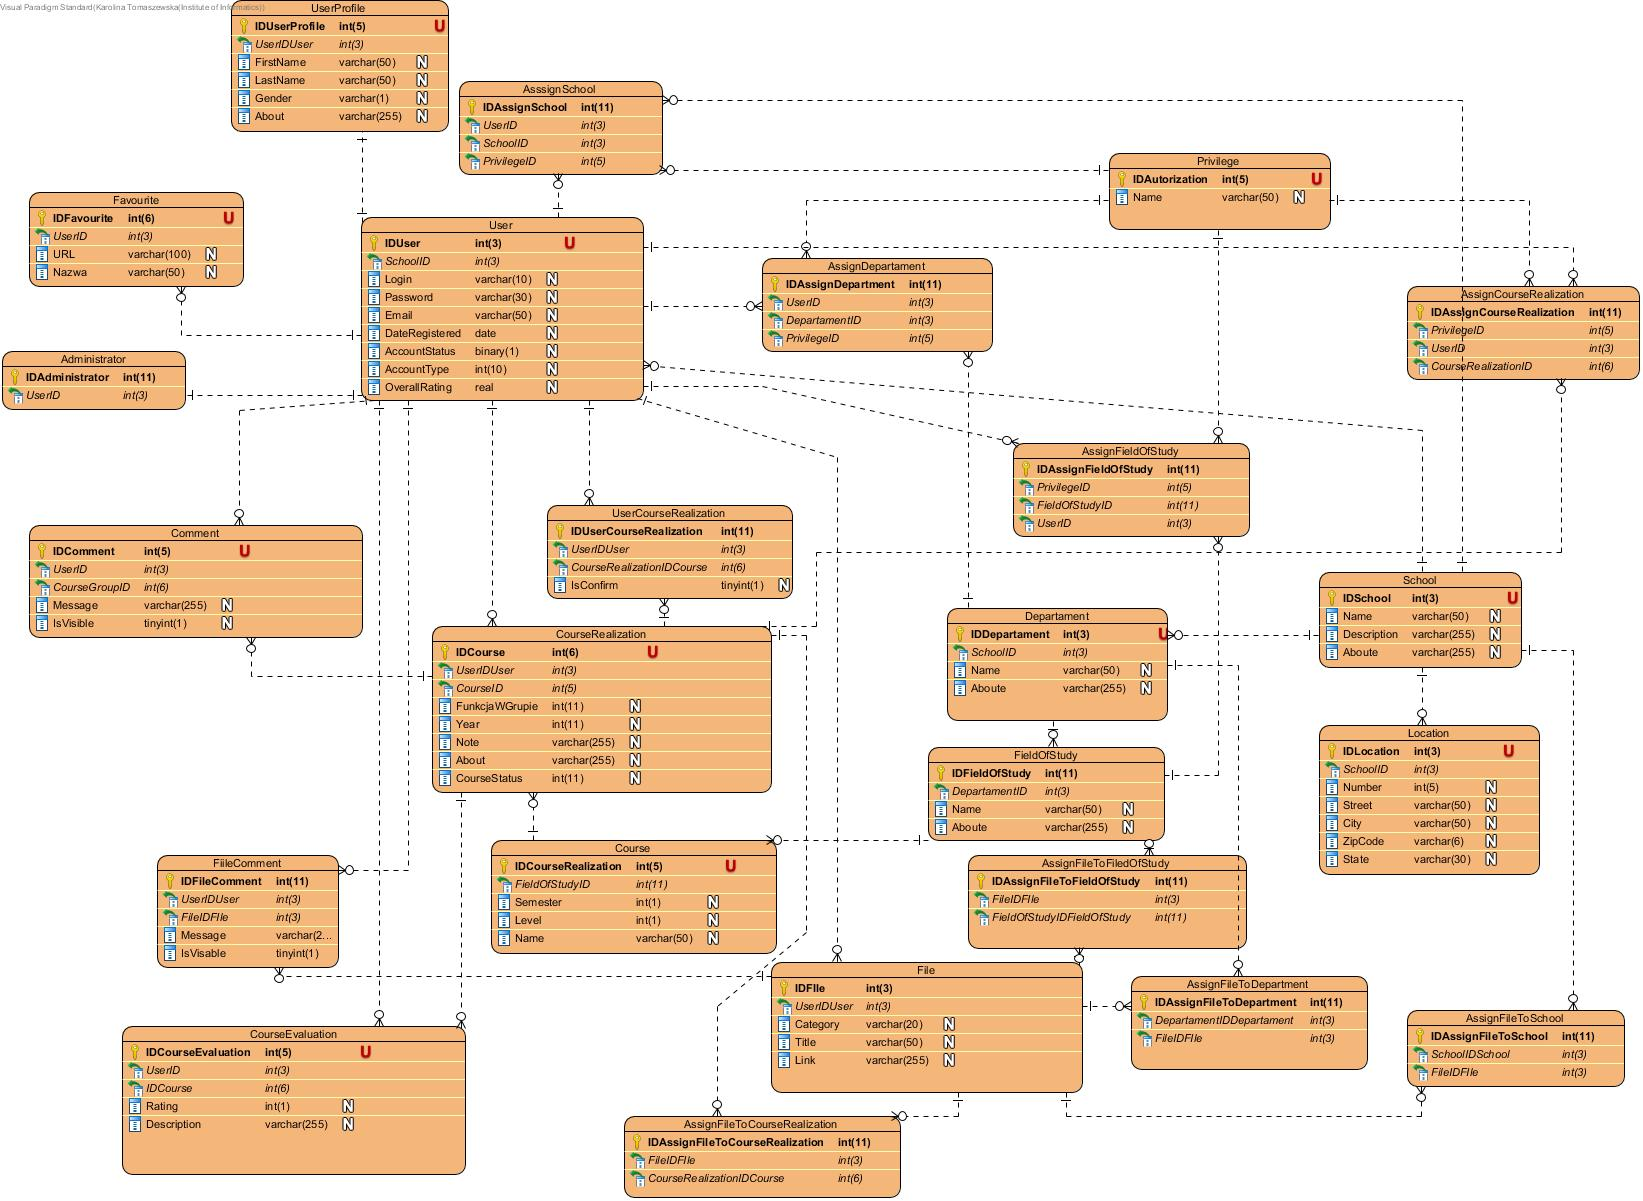 Visual Paradigm Standard(Karolina Tomaszewska(Institute of Informatics))
UserProfile
IDUserProfile int(5) U
UserIDUser int(3)
FirstName varchar(50) N
LastName varchar(50) N
Gender varchar(1) N
About varchar(255) N
AsssignSchool
IDAssignSchool int(11)
UserID int(3)
SchoolID int(3)
PrivilegeID int(5)
Privilege
IDAutorization int(5) U
Name varchar(50) N
Favourite
IDFavourite int(6) U
UserID int(3)
URL varchar(100) N
Nazwa varchar(50) N
User
IDUser int(3) U
SchoolID int(3)
Login varchar(10) N
Password varchar(30) N
Email varchar(50) N
DateRegistered date N
AccountStatus binary(1) N
AccountType int(10) N
OverallRating real N
AssignDepartament
IDAssignDepartment int(11)
UserID int(3)
DepartamentID int(3)
PrivilegeID int(5)
AssignCourseRealization
IDAssignCourseRealization int(11)
PrivilegeID int(5)
UserID int(3)
CourseRealizationID int(6)
Administrator
IDAdministrator int(11)
UserID int(3)
AssignFieldOfStudy
IDAssignFieldOfStudy int(11)
PrivilegeID int(5)
FieldOfStudyID int(11)
UserID int(3)
Comment
IDComment int(5) U
UserID int(3)
CourseGroupID int(6)
Message varchar(255) N
IsVisible tinyint(1) N
UserCourseRealization
IDUserCourseRealization int(11)
UserIDUser int(3)
CourseRealizationIDCourse int(6)
IsConfirm tinyint(1) N
School
IDSchool int(3) U
Name varchar(50) N
Description varchar(255) N
Aboute varchar(255) N
Departament
IDDepartament int(3) U
SchoolID int(3)
Name varchar(50) N
Aboute varchar(255) N
CourseRealization
IDCourse int(6) U
UserIDUser int(3)
CourseID int(5)
FunkcjaWGrupie int(11) N
Year int(11) N
Note varchar(255) N
About varchar(255) N
CourseStatus int(11) N
Location
IDLocation int(3) U
SchoolID int(3)
Number int(5) N
Street varchar(50) N
City varchar(50) N
ZipCode varchar(6) N
State varchar(30) N
FieldOfStudy
IDFieldOfStudy int(11)
DepartamentID int(3)
Name varchar(50) N
Aboute varchar(255) N
Course
IDCourseRealization int(5) U
FieldOfStudyID int(11)
Semester int(1) N
Level int(1) N
Name varchar(50) N
FiileComment
IDFileComment int(11)
UserIDUser int(3)
FileIDFIle int(3)
Message varchar(2...
IsVisable tinyint(1)
AssignFileToFiledOfStudy
IDAssignFileToFieldOfStudy int(11)
FileIDFIle int(3)
FieldOfStudyIDFieldOfStudy int(11)
File
IDFIle int(3)
UserIDUser int(3)
Category varchar(20) N
Title varchar(50) N
Link varchar(255) N
AssignFileToDepartment
IDAssignFileToDepartment int(11)
DepartamentIDDepartament int(3)
FileIDFIle int(3)
AssignFileToSchool
IDAssignFileToSchool int(11)
SchoolIDSchool int(3)
FileIDFIle int(3)
CourseEvaluation
IDCourseEvaluation int(5) U
UserID int(3)
IDCourse int(6)
Rating int(1) N
Description varchar(255) N
AssignFileToCourseRealization
IDAssignFileToCourseRealization int(11)
FileIDFIle int(3)
CourseRealizationIDCourse int(6)